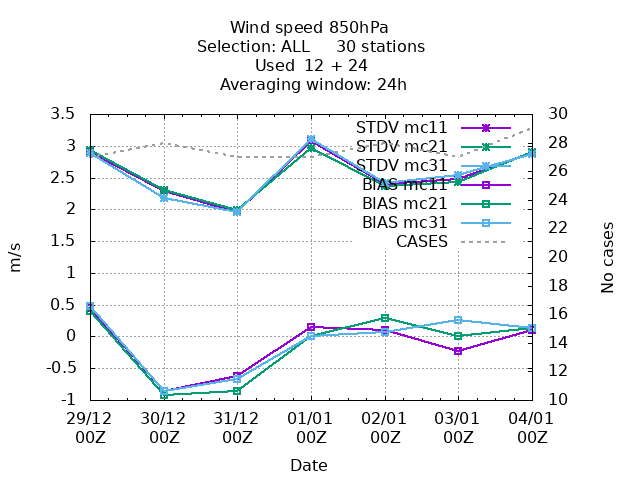 Wind speed 850hPa
Selection: ALL 30 stations
Used 12 + 24
Averaging window: 24h
3.5
3
2.5
2
1.5
1
0.5
0
-0.5
-1
m/s
STDV mc11
STDV mc21
STDV mc31
BIAS mc11
BIAS mc21
BIAS mc31
CASES
30
28
26
24
22
20
18
16
14
12
10
No cases
29/12 30/12 31/12 01/01 02/01 03/01 04/01
00Z 00Z 00Z 00Z 00Z 00Z 00Z
Date